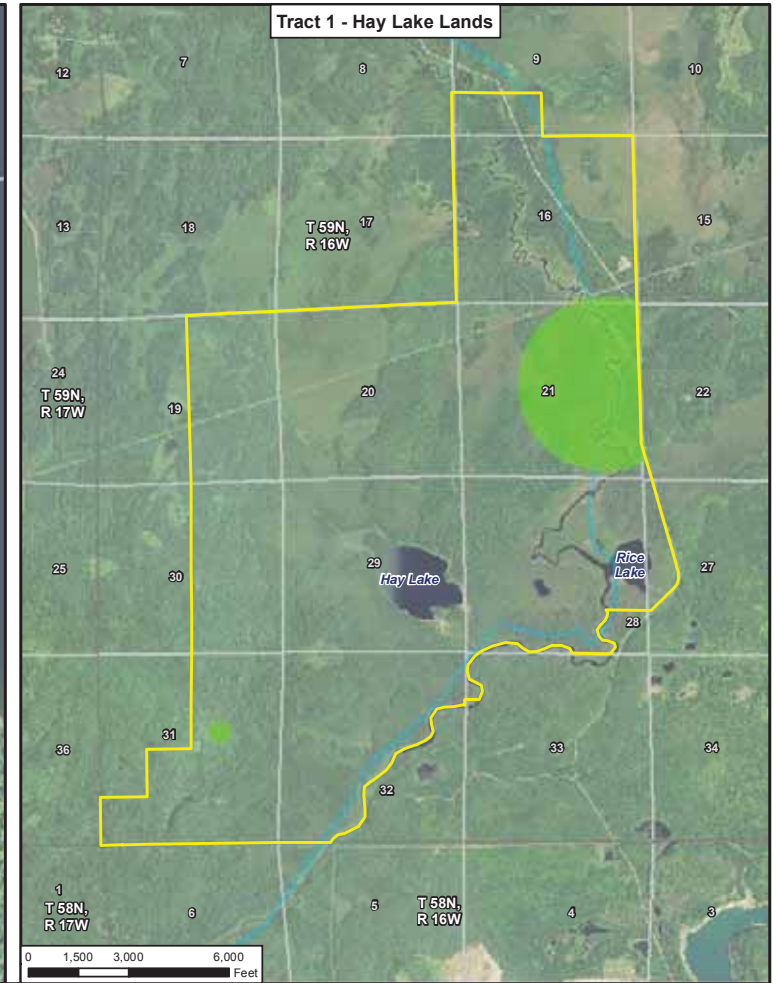 Tract 1 - Hay Lake Lands
12
7
8
9
10
13
18
T 59N,
R 16W
17
16
15
24
T 59N,
R 17W
19
20
21
22
25
30
29
Hay Lake
Rice
Lake
27
28
36
31
32
33
34
1
T 58N,
R 17W
6
5
T 58N,
R 16W
4
3
0 1,500 3,000 6,000
Feet